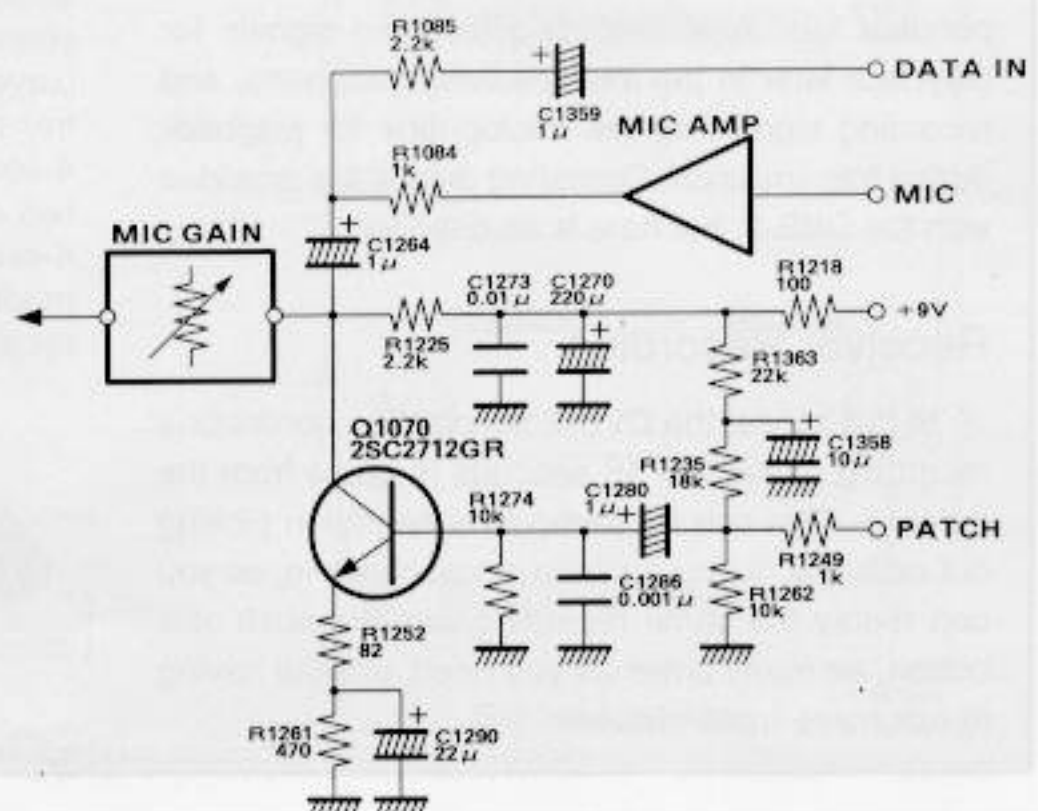 R1085
2.2k
+
C1359
1μ
DATA IN
MIC AMP
R1084
1k
MIC
+
C1264
1μ
MIC GAIN
C1273
0.01μ
C1270
220μ
+
R1218
100
+9V
R1225
2.2k
R1363
22k
Q1070
2SC2712GR
+
C1358
10μ
R1235
18k
R1274
10k
C1280
1μ
+
PATCH
R1249
1k
C1286
0.001μ
R1262
10k
R1252
82
+
R1261
470
C1290
22μ